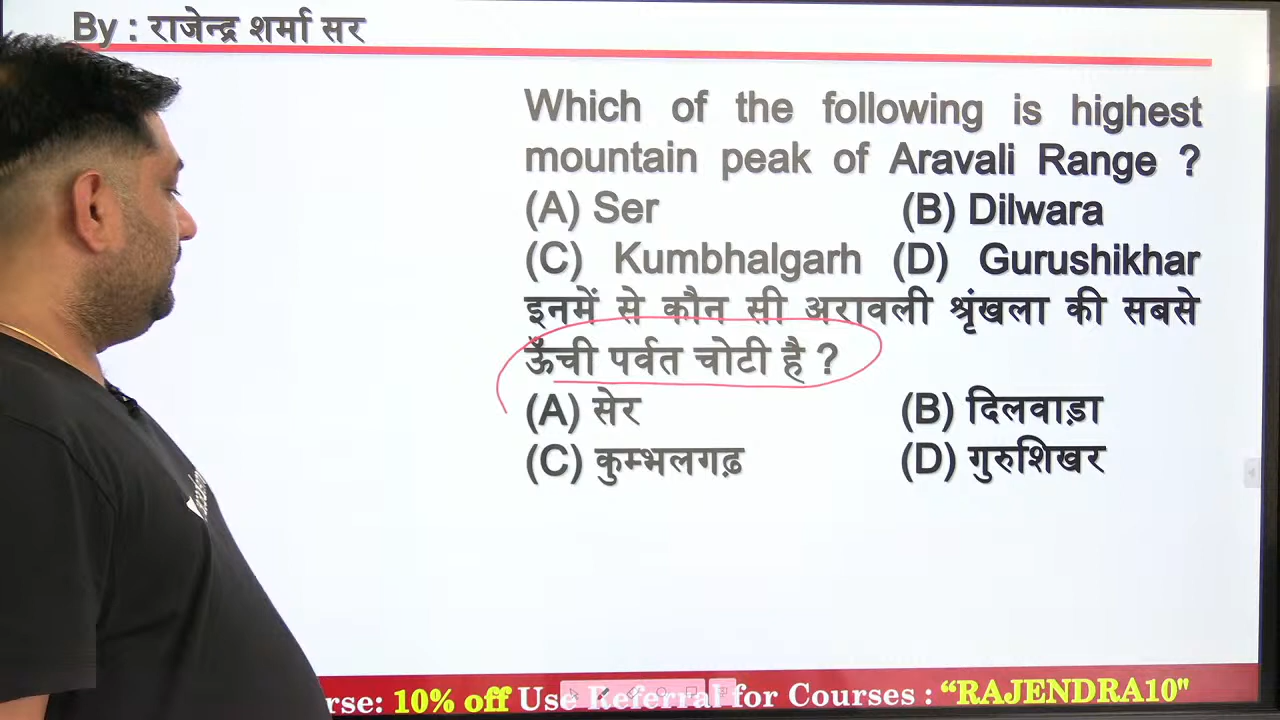 By : राजेन्द्र शर्मा सर
Which of the following is highest
mountain peak of Aravali Range ?
(A) Ser (B) Dilwara
(C) Kumbhalgarh (D) Gurushikhar
इनमें से कौन सी अरावली श्रृंखला की सबसे
ऊँची पर्वत चोटी है ?
(A) सेर (B) दिलवाड़ा
(C) कुम्भलगढ़ (D) गुरुशिखर
10% off Use Referral for Courses : “RAJENDRA10"